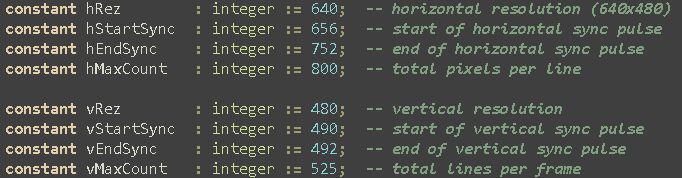 constant hRez       : integer := 640;  -- horizontal resolution (640x480)
constant hStartSync : integer := 656;  -- start of horizontal sync pulse
constant hEndSync   : integer := 752;  -- end of horizontal sync pulse
constant hMaxCount  : integer := 800;  -- total pixels per line

constant vRez       : integer := 480;  -- vertical resolution
constant vStartSync : integer := 490;  -- start of vertical sync pulse
constant vEndSync   : integer := 492;  -- end of vertical sync pulse
constant vMaxCount  : integer := 525;  -- total lines per frame